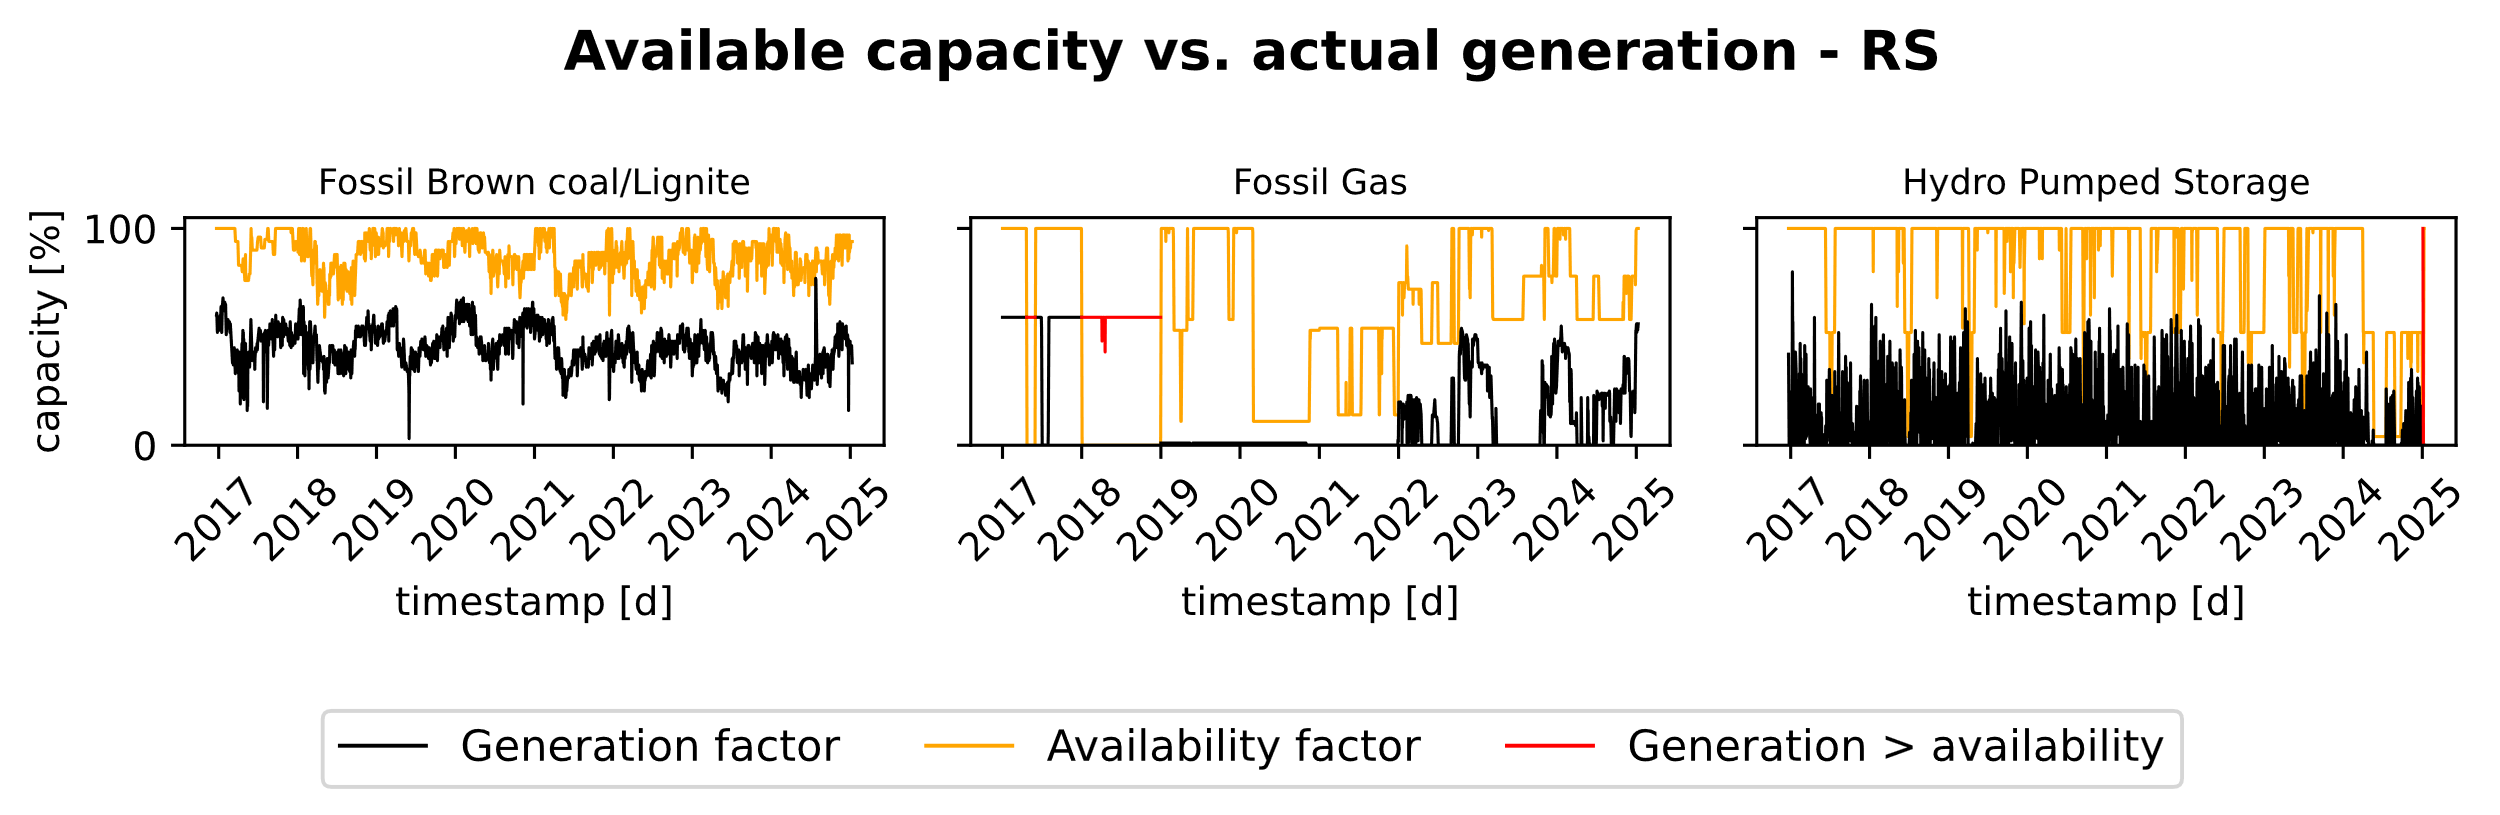 Available capacity vs. actual generation - RS
Fossil Brown coal/Lignite
Fossil Gas
Hydro Pumped Storage
capacity [%]
100
0
2017 2018 2019 2020 2021 2022 2023 2024 2025
2017 2018 2019 2020 2021 2022 2023 2024 2025
2017 2018 2019 2020 2021 2022 2023 2024 2025
timestamp [d]
timestamp [d]
timestamp [d]
Generation factor
Availability factor
Generation > availability